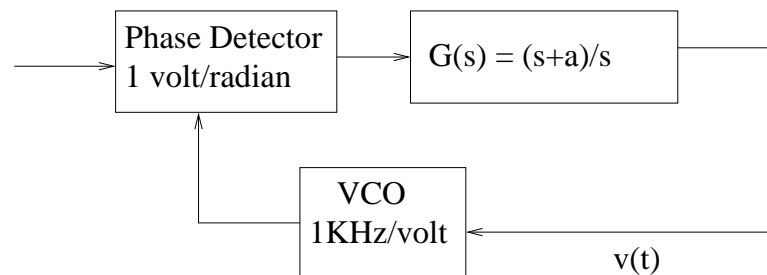 Phase Detector
1 volt/radian
G(s) = (s+a)/s
VCO
1KHz/volt
v(t)